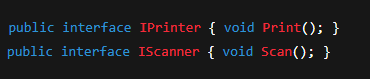 public interface IPrinter { void Print(); }
public interface IScanner { void Scan(); }